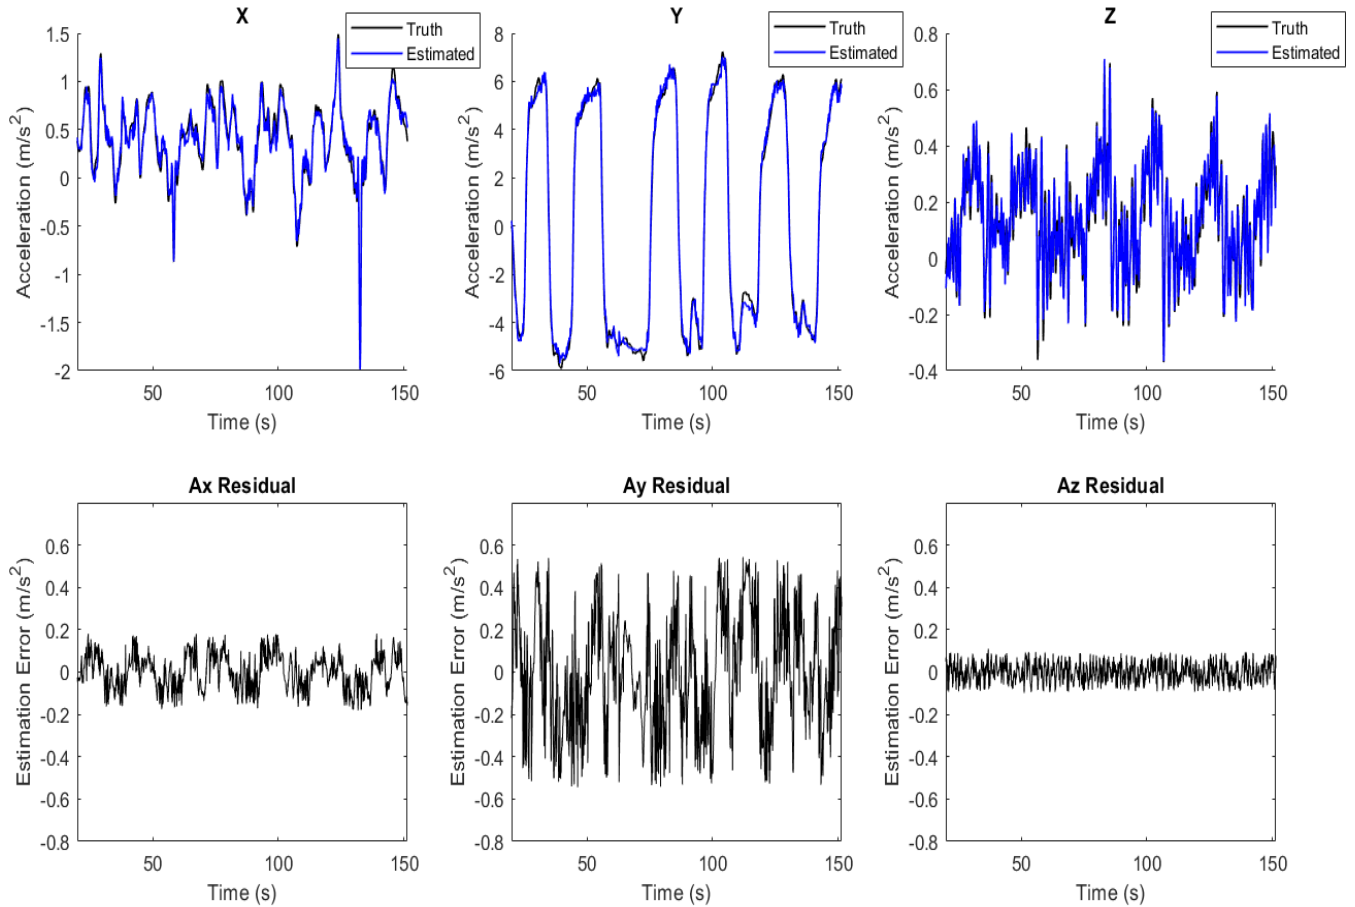 X
Truth
Estimated
Acceleration (m/s²)
1.5
1
0.5
0
-0.5
-1
-1.5
-2
50
100
150
Time (s)
Y
Truth
Estimated
Acceleration (m/s²)
8
6
4
2
0
-2
-4
-6
50
100
150
Time (s)
Z
Truth
Estimated
Acceleration (m/s²)
0.8
0.6
0.4
0.2
0
-0.2
-0.4
50
100
150
Time (s)
Ax Residual
Estimation Error (m/s²)
0.6
0.4
0.2
0
-0.2
-0.4
-0.6
-0.8
50
100
150
Time (s)
Ay Residual
Estimation Error (m/s²)
0.6
0.4
0.2
0
-0.2
-0.4
-0.6
-0.8
50
100
150
Time (s)
Az Residual
Estimation Error (m/s²)
0.6
0.4
0.2
0
-0.2
-0.4
-0.6
-0.8
50
100
150
Time (s)